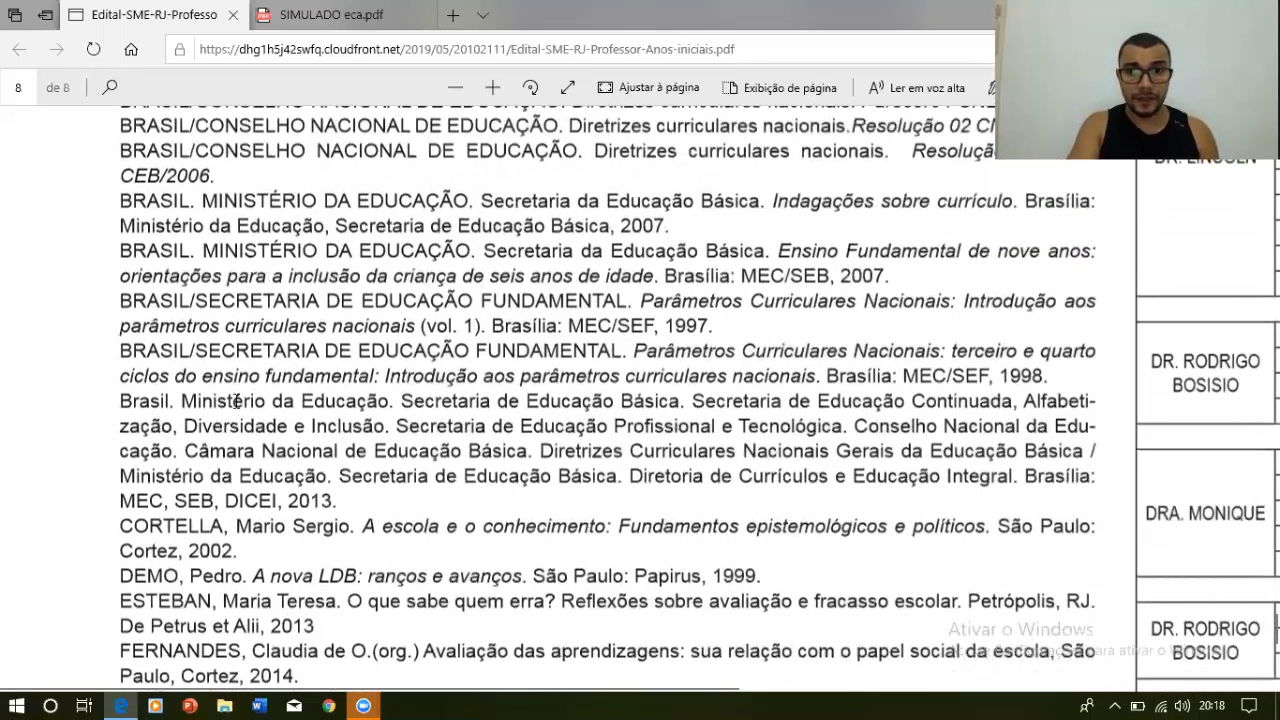 Edital-SME-RJ-Professo
SIMULADO eca.pdf
https://dhg1h5j42swfq.cloudfront.net/2019/05/20102111/Edital-SME-RJ-Professor-Anos-iniciais.pdf
8 de 8
Ajustar à página
Exibição de página
Ler em voz alta
BRASIL/CONSELHO NACIONAL DE EDUCAÇÃO. Diretrizes curriculares nacionais.
BRASIL/CONSELHO NACIONAL DE EDUCAÇÃO. Diretrizes curriculares nacionais.Resolução 02
BRASIL/CONSELHO NACIONAL DE EDUCAÇÃO. Diretrizes curriculares nacionais. Resolução
CEB/2006.
BRASIL. MINISTÉRIO DA EDUCAÇÃO. Secretaria da Educação Básica. Indagações sobre currículo. Brasília:
Ministério da Educação, Secretaria de Educação Básica, 2007.
BRASIL. MINISTÉRIO DA EDUCAÇÃO. Secretaria da Educação Básica. Ensino Fundamental de nove anos:
orientações para a inclusão da criança de seis anos de idade. Brasília: MEC/SEB, 2007.
BRASIL/SECRETARIA DE EDUCAÇÃO FUNDAMENTAL. Parâmetros Curriculares Nacionais: Introdução aos
parâmetros curriculares nacionais (vol. 1). Brasília: MEC/SEF, 1997.
BRASIL/SECRETARIA DE EDUCAÇÃO FUNDAMENTAL. Parâmetros Curriculares Nacionais: terceiro e quarto
ciclos do ensino fundamental: Introdução aos parâmetros curriculares nacionais. Brasília: MEC/SEF, 1998.
Brasil. Ministério da Educação. Secretaria de Educação Básica. Secretaria de Educação Continuada, Alfabeti-
zação, Diversidade e Inclusão. Secretaria de Educação Profissional e Tecnológica. Conselho Nacional da Edu-
cação. Câmara Nacional de Educação Básica. Diretrizes Curriculares Nacionais Gerais da Educação Básica /
Ministério da Educação. Secretaria de Educação Básica. Diretoria de Currículos e Educação Integral. Brasília:
MEC, SEB, DICEI, 2013.
CORTELLA, Mario Sergio. A escola e o conhecimento: Fundamentos epistemológicos e políticos. São Paulo:
Cortez, 2002.
DEMO, Pedro. A nova LDB: ranços e avanços. São Paulo: Papirus, 1999.
ESTEBAN, Maria Teresa. O que sabe quem erra? Reflexões sobre avaliação e fracasso escolar. Petrópolis, RJ.
De Petrus et Alii, 2013
FERNANDES, Claudia de O.(org.) Avaliação das aprendizagens: sua relação com o papel social da escola, São
Paulo, Cortez, 2014.
DR. RODRIGO
BOSISIO
DRA. MONIQUE
DR. RODRIGO
BOSISIO
Ativar o Windows
20:18